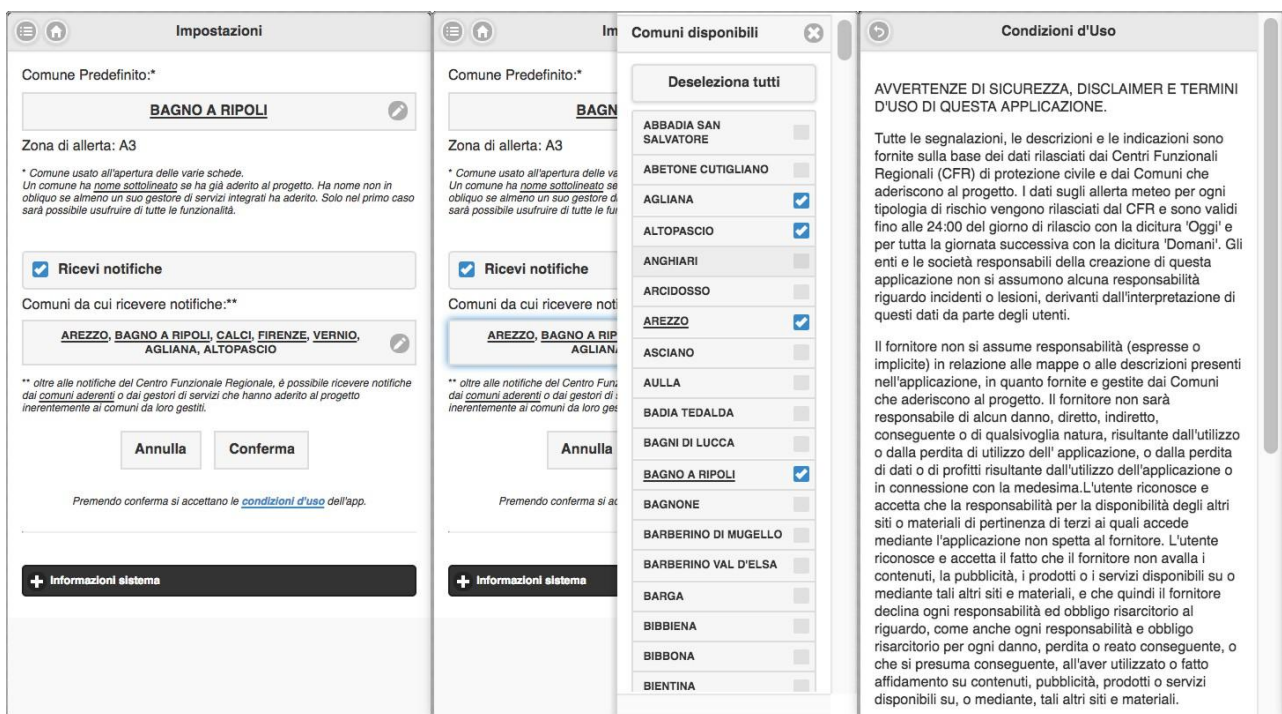 Impostazioni
Comune Predefinito:*
BAGNO A RIPOLI
Zona di allerta: A3
* Comune usato all'apertura delle varie schede.
Un comune ha nome sottolineato se ha già aderito al progetto. Ha nome non in
obliquo se almeno un suo gestore di servizi integrati ha aderito. Solo nel primo caso
sarà possibile usufruire di tutte le funzionalità.
Ricevi notifiche
Comuni da cui ricevere notifiche:**
AREZZO, BAGNO A RIPOLI, CALCI, FIRENZE, VERNIO,
AGLIANA, ALTOPASCIO
** oltre alle notifiche del Centro Funzionale Regionale, è possibile ricevere notifiche
dai comuni aderenti o dai gestori di servizi che hanno aderito al progetto
inerentemente ai comuni da loro gestiti.
Annulla
Conferma
Premendo conferma si accettano le condizioni d'uso dell'app.
Informazioni sistema
Im
Comune Predefinito:*
BAGN
Zona di allerta: A3
* Comune usato all'apertura delle va
Un comune ha nome sottolineato se
obliquo se almeno un suo gestore d
sarà possibile usufruire di tutte le fu
Ricevi notifiche
Comuni da cui ricevere noti
AREZZO, BAGNO A RIP
AGLIANA
** oltre alle notifiche del Centro Funz
dai comuni aderenti o dai gestori di
inerentemente ai comuni da loro ges
Annulla
Premendo conferma si ac
Informazioni sistema
Comuni disponibili
Deseleziona tutti
ABBADIA SAN
SALVATORE
ABETONE CUTIGLIANO
AGLIANA
ALTOPASCIO
ANGHIARI
ARCIDOSSO
AREZZO
ASCIANO
AULLA
BADIA TEDALDA
BAGNI DI LUCCA
BAGNO A RIPOLI
BAGNONE
BARBERINO DI MUGELLO
BARBERINO VAL D'ELSA
BARGA
BIBBIENA
BIBBONA
BIENTINA
Condizioni d'Uso
AVVERTENZE DI SICUREZZA, DISCLAIMER E TERMINI
D'USO DI QUESTA APPLICAZIONE.
Tutte le segnalazioni, le descrizioni e le indicazioni sono
fornite sulla base dei dati rilasciati dai Centri Funzionali
Regionali (CFR) di protezione civile e dai Comuni che
aderiscono al progetto. I dati sugli allerta meteo per ogni
tipologia di rischio vengono rilasciati dal CFR e sono validi
fino alle 24:00 del giorno di rilascio con la dicitura 'Oggi' e
per tutta la giornata successiva con la dicitura 'Domani'. Gli
enti e le società responsabili della creazione di questa
applicazione non si assumono alcuna responsabilità
riguardo incidenti o lesioni, derivanti dall'interpretazione di
questi dati da parte degli utenti.
Il fornitore non si assume responsabilità (espresse o
implicite) in relazione alle mappe o alle descrizioni presenti
nell'applicazione, in quanto fornite e gestite dai Comuni
che aderiscono al progetto. Il fornitore non sarà
responsabile di alcun danno, diretto, indiretto,
conseguente o di qualsivoglia natura, risultante dall'utilizzo
o dalla perdita di utilizzo dell' applicazione, o dalla perdita
di dati o di profitti risultante dall'utilizzo dell'applicazione o
in connessione con la medesima.L'utente riconosce e
accetta che la responsabilità per la disponibilità degli altri
siti o materiali di pertinenza di terzi ai quali accede
mediante l'applicazione non spetta al fornitore. L'utente
riconosce e accetta il fatto che il fornitore non avalla i
contenuti, la pubblicità, i prodotti o i servizi disponibili su o
mediante tali altri siti e materiali, e che quindi il fornitore
declina ogni responsabilità ed obbligo risarcitorio al
riguardo, come anche ogni responsabilità e obbligo
risarcitorio per ogni danno, perdita o reato conseguente, o
che si presuma conseguente, all'aver utilizzato o fatto
affidamento su contenuti, pubblicità, prodotti o servizi
disponibili su, o mediante, tali altri siti e materiali.